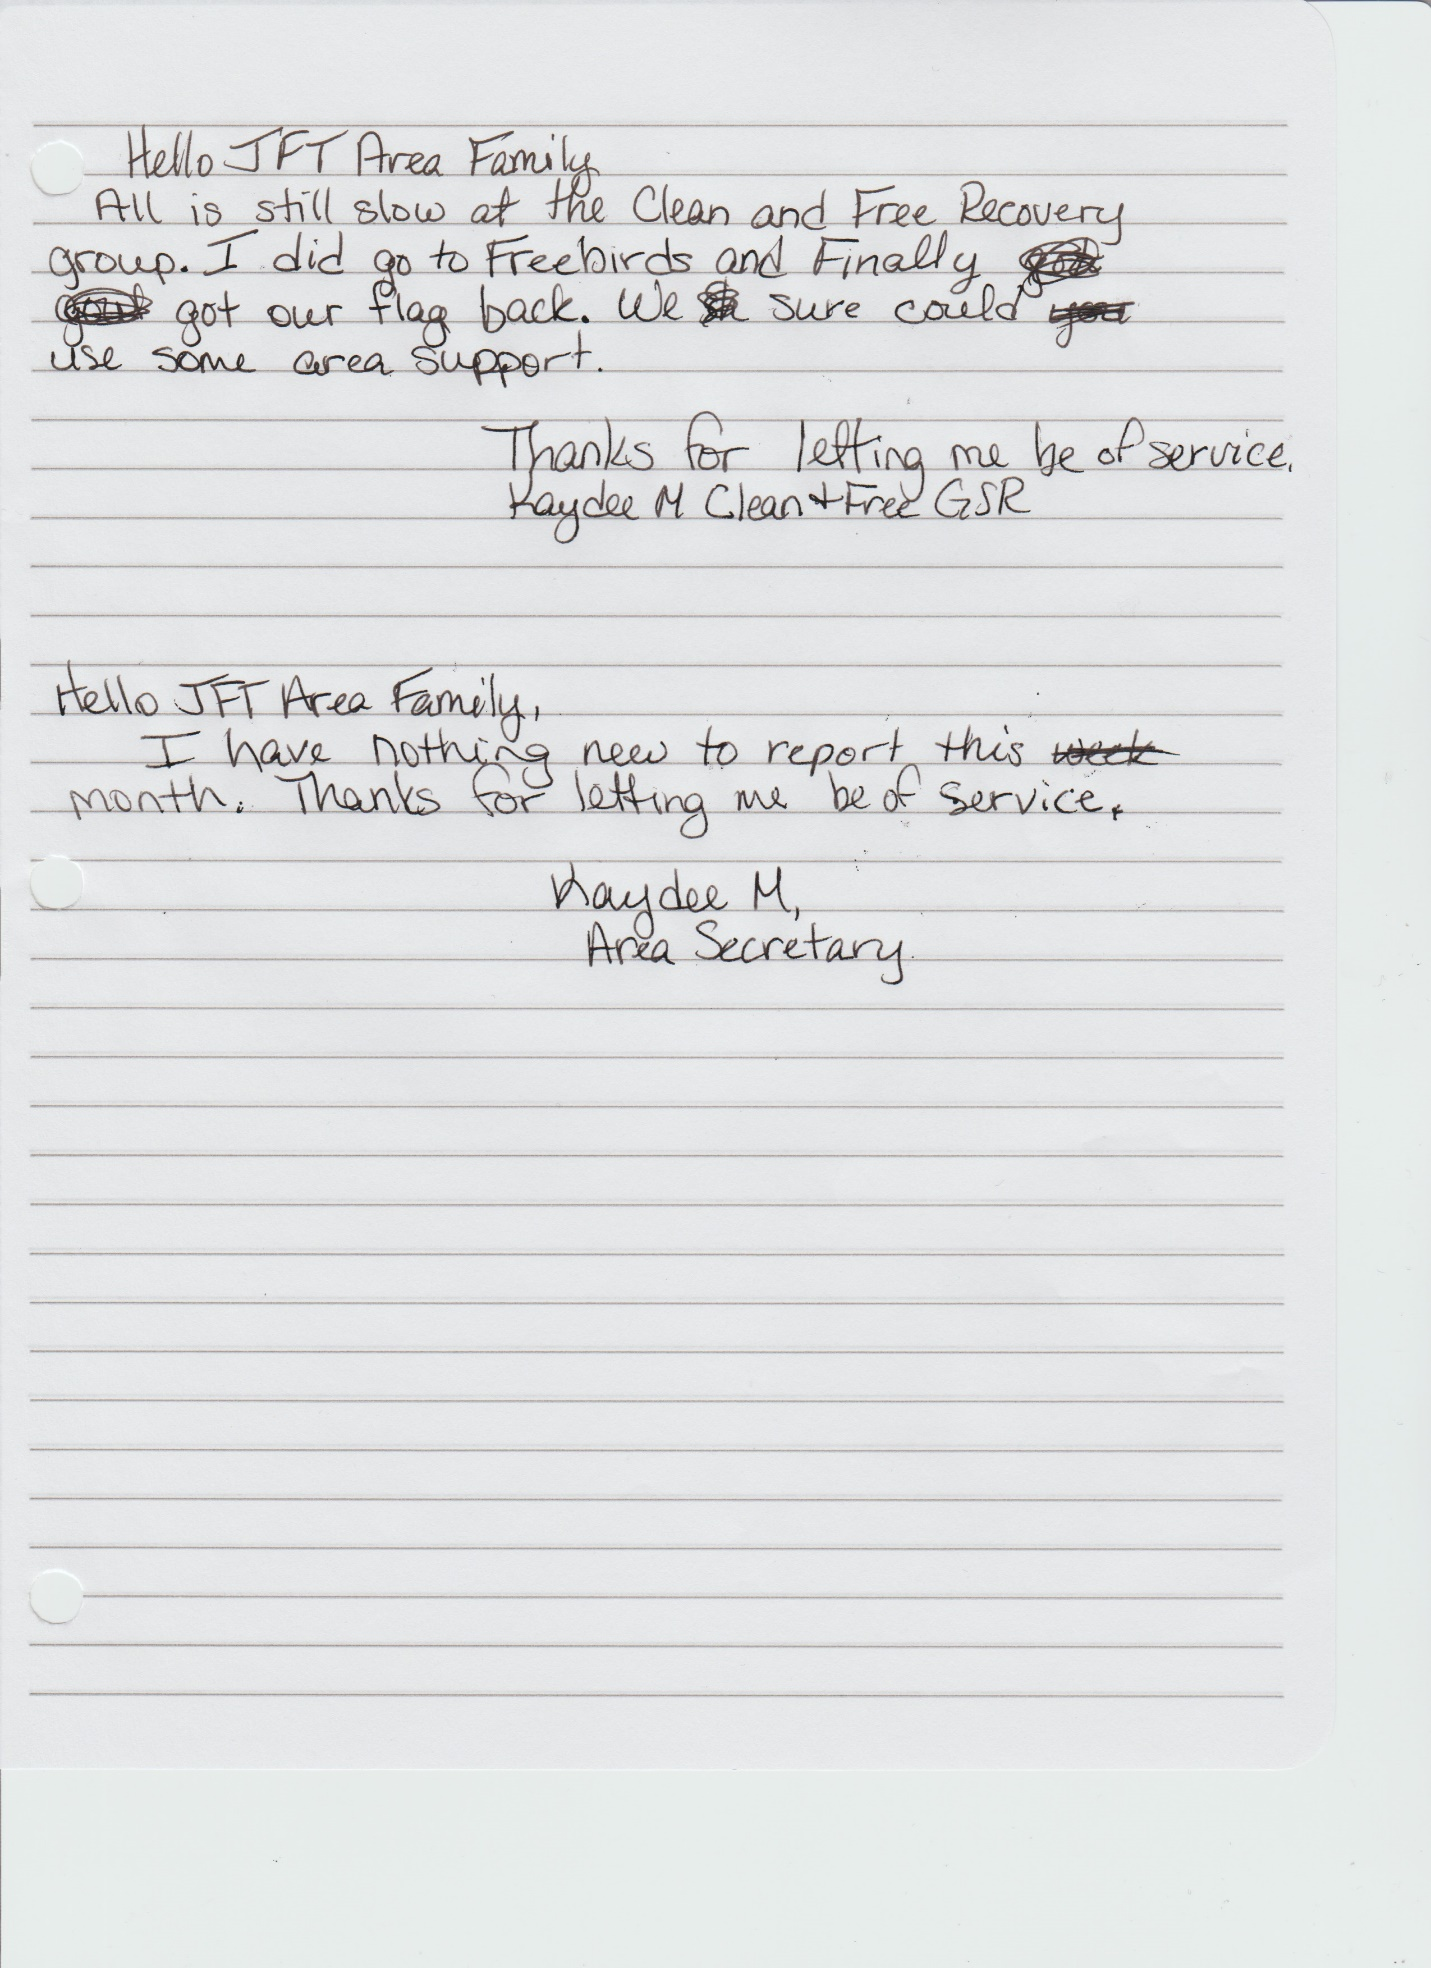 Hello JFT Area Family
All is still slow at the Clean and Free Recovery
group. I did go to Freebirds and Finally
got our flag back. We sure could
use some area support.
Thanks for letting me be of service.
Kaydee M Clean + Free GSR
Hello JFT Area Family,
I have nothing new to report this week
month. Thanks for letting me be of service.
Kaydee M,
Area Secretary